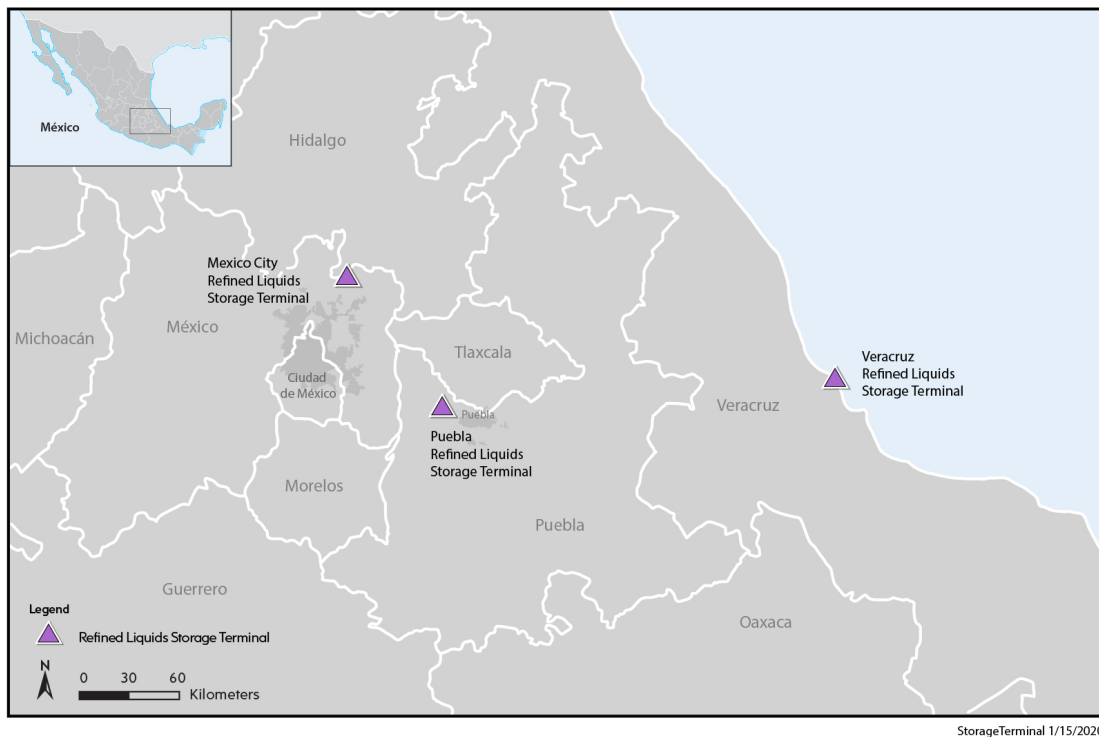 México
Hidalgo
Mexico City
Refined Liquids
Storage Terminal
Michoacán
México
Tlaxcala
Ciudad
de México
Puebla
Veracruz
Refined Liquids
Storage Terminal
Veracruz
Puebla
Refined Liquids
Storage Terminal
Morelos
Puebla
Guerrero
Oaxaca
Legend
Refined Liquids Storage Terminal
N
0 30 60
Kilometers
StorageTerminal 1/15/2020